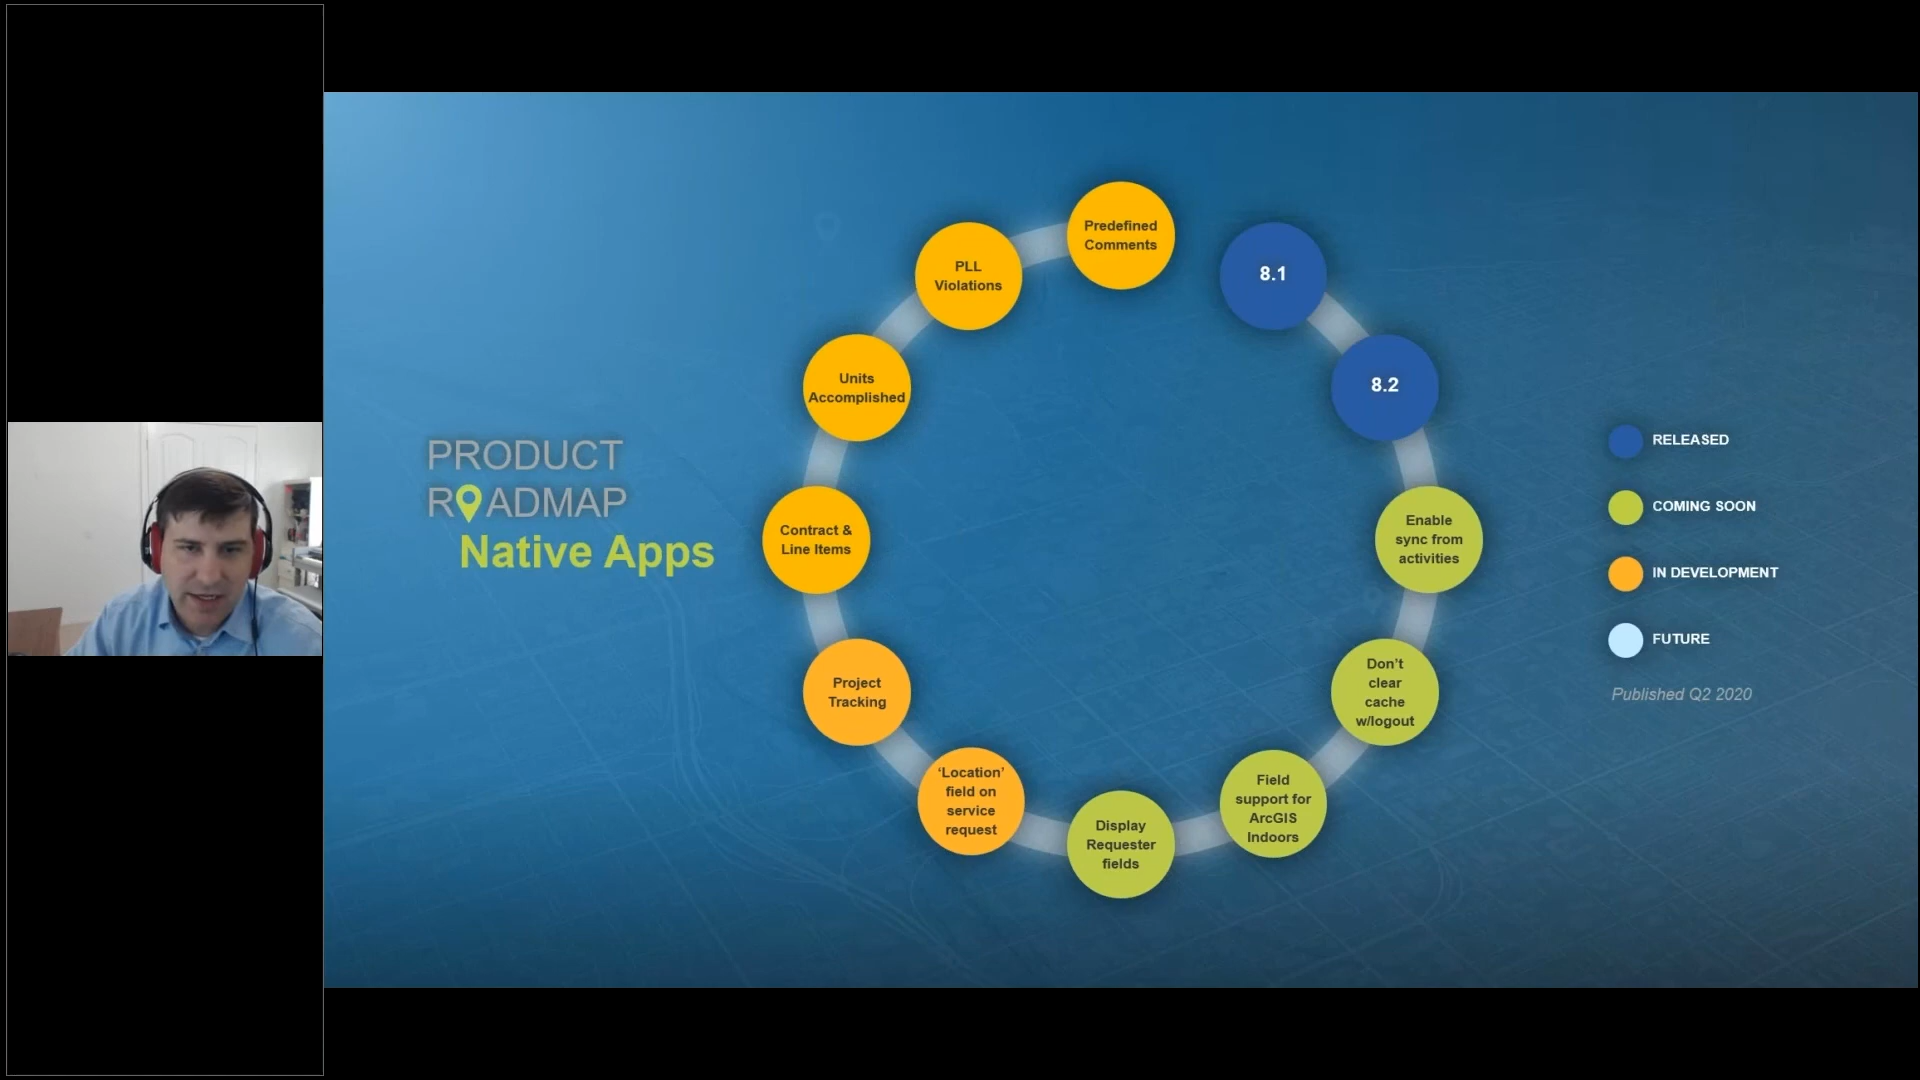 PRODUCT
ROADMAP
Native Apps
Predefined
Comments
8.1
8.2
Enable
sync from
activities
Don’t
clear
cache
w/logout
Field
support for
ArcGIS
Indoors
Display
Requester
fields
‘Location’
field on
service
request
Project
Tracking
Contract &
Line Items
Units
Accomplished
PLL
Violations
RELEASED
COMING SOON
IN DEVELOPMENT
FUTURE
Published Q2 2020